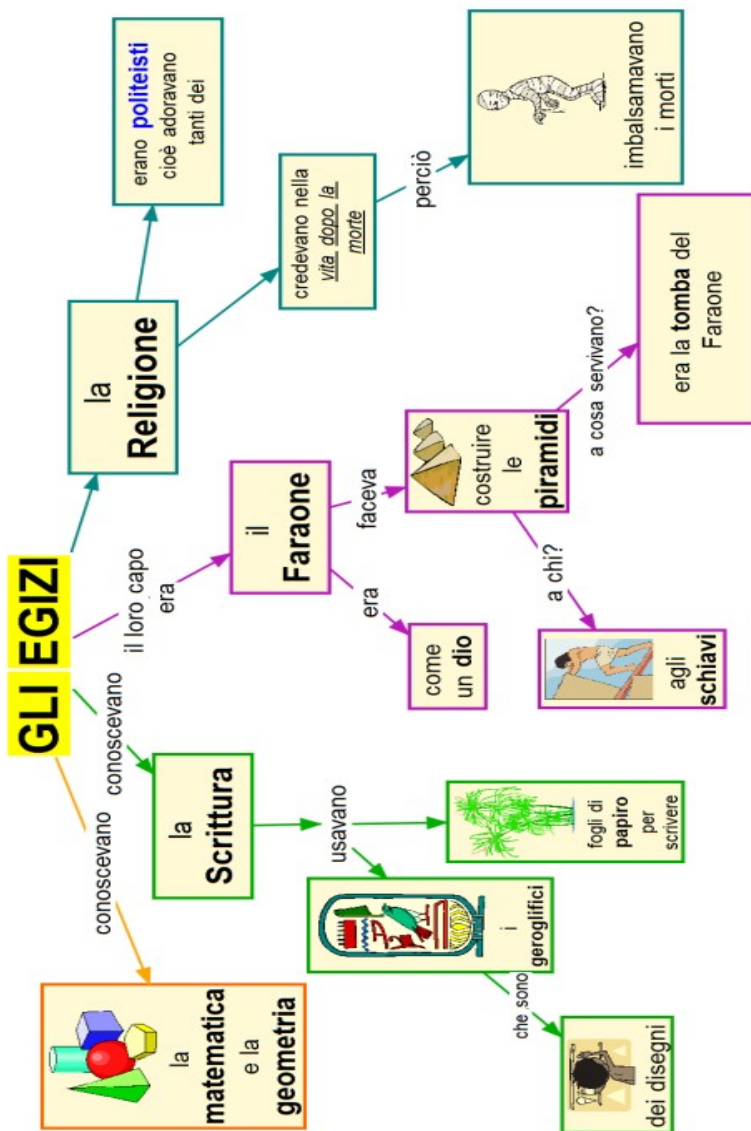 GLI EGIZI
conoscevano
la
matematica
e la
geometria
conoscevano
la
Scrittura
usavano
i
geroglifici
che sono
dei disegni
fogli di
papiro
per
scrivere
il loro capo
era
il
Faraone
era
come
un dio
faceva
costruire
le
piramidi
a chi?
agli
schiavi
a cosa servivano?
era la tomba del
Faraone
la
Religione
erano politeisti
cioè adoravano
tanti dei
credevano nella
vita dopo la
morte
perciò
imbalsamavano
i morti